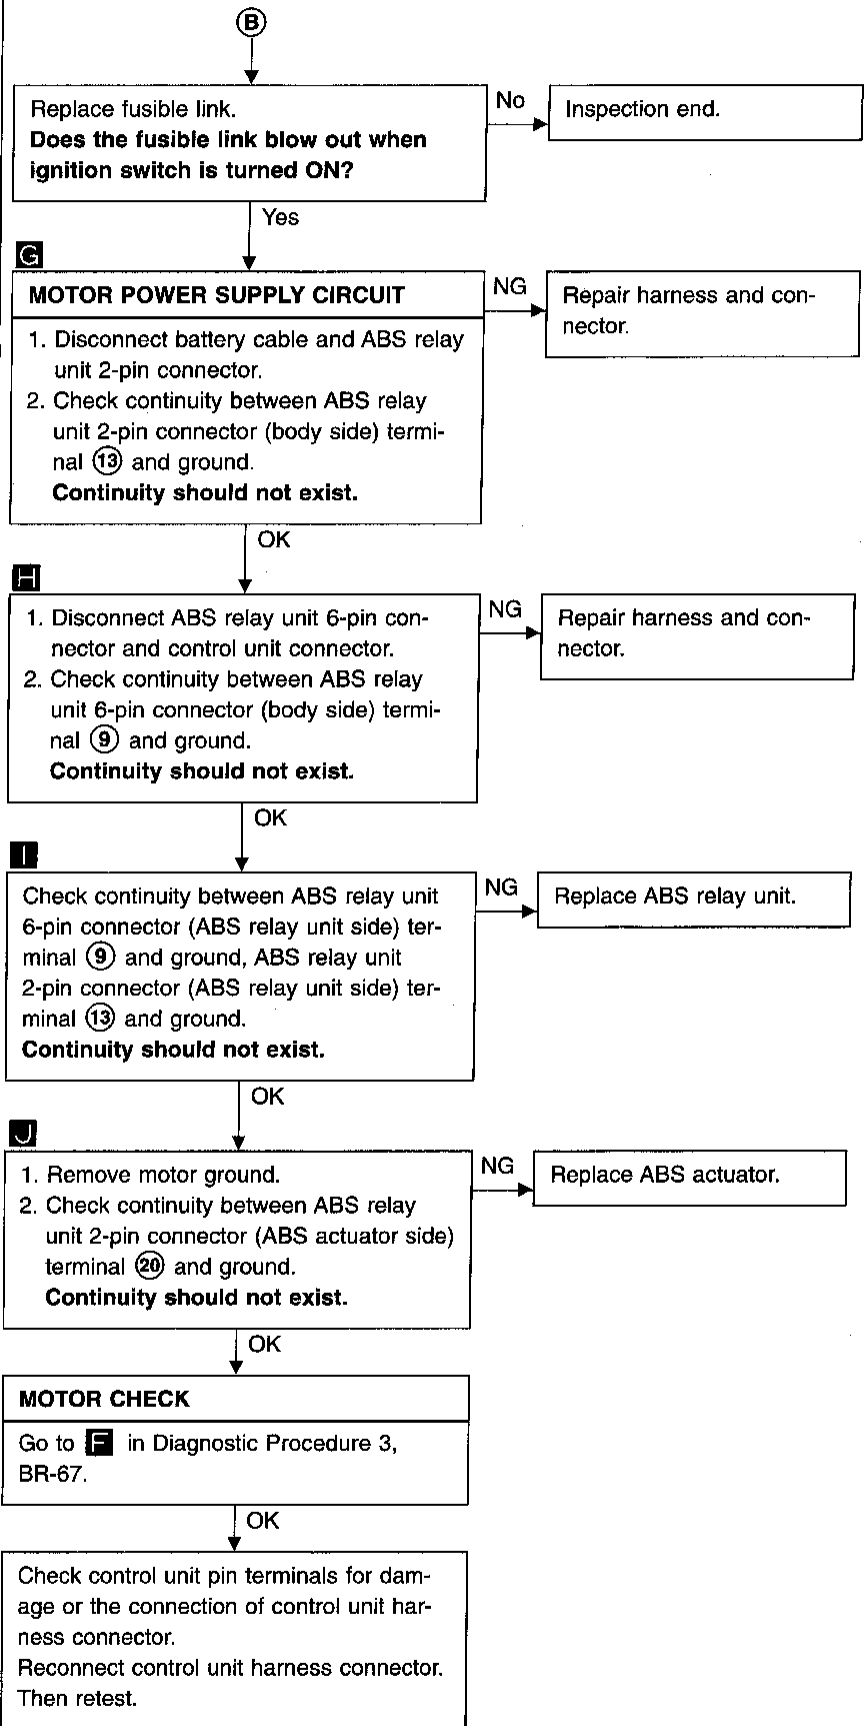 B
Replace fusible link.
Does the fusible link blow out when
ignition switch is turned ON?
No
Inspection end.
Yes
G
MOTOR POWER SUPPLY CIRCUIT
1. Disconnect battery cable and ABS relay
unit 2-pin connector.
2. Check continuity between ABS relay
unit 2-pin connector (body side) termi-
nal 13 and ground.
Continuity should not exist.
NG
Repair harness and con-
nector.
OK
H
1. Disconnect ABS relay unit 6-pin con-
nector and control unit connector.
2. Check continuity between ABS relay
unit 6-pin connector (body side) termi-
nal 9 and ground.
Continuity should not exist.
NG
Repair harness and con-
nector.
OK
I
Check continuity between ABS relay unit
6-pin connector (ABS relay unit side) ter-
minal 9 and ground, ABS relay unit
2-pin connector (ABS relay unit side) ter-
minal 13 and ground.
Continuity should not exist.
NG
Replace ABS relay unit.
OK
J
1. Remove motor ground.
2. Check continuity between ABS relay
unit 2-pin connector (ABS actuator side)
terminal 20 and ground.
Continuity should not exist.
NG
Replace ABS actuator.
OK
MOTOR CHECK
Go to F in Diagnostic Procedure 3,
BR-67.
OK
Check control unit pin terminals for dam-
age or the connection of control unit har-
ness connector.
Reconnect control unit harness connector.
Then retest.